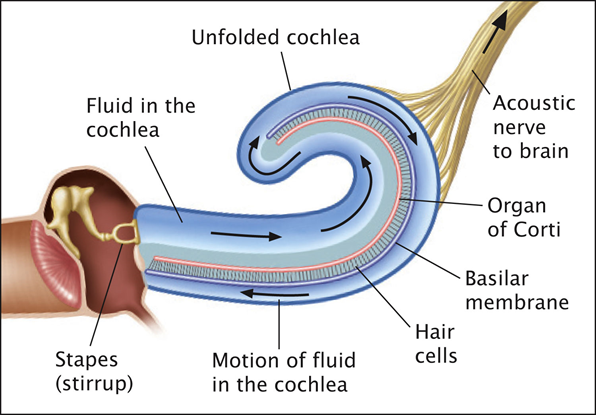 Unfolded cochlea
Fluid in the
cochlea
Acoustic
nerve
to brain
Organ
of Corti
Basilar
membrane
Hair
cells
Stapes
(stirrup)
Motion of fluid
in the cochlea